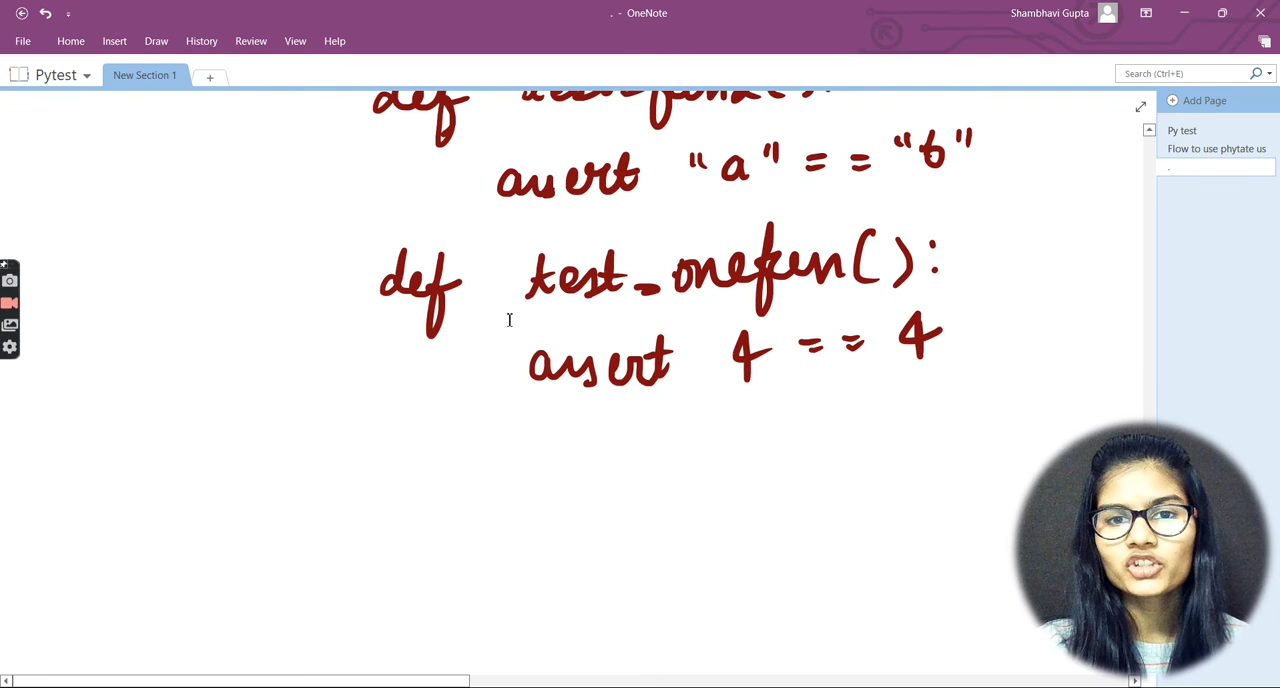 . - OneNote
Shambhavi Gupta
File Home Insert Draw History Review View Help
Pytest
New Section 1
+
Search (Ctrl+E)
Add Page
Py test
Flow to use phytate us
.
def
assert "a" == "b"
def test_onefun():
assert 4 == 4